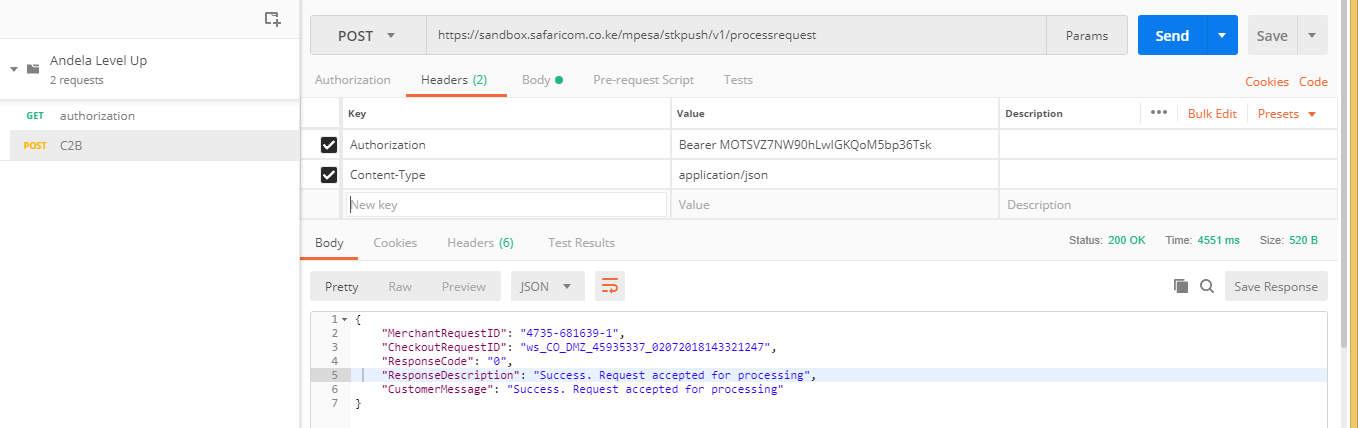 POST
https://sandbox.safaricom.co.ke/mpesa/stkpush/v1/processrequest
Params
Send
Save
Andela Level Up
2 requests
GET authorization
POST C2B
Authorization
Headers (2)
Body
Pre-request Script
Tests
Cookies
Code
Key
Value
Description
•••
Bulk Edit
Presets
Authorization
Bearer MOTSVZ7NW90hLwIGKQoM5bp36Tsk
Content-Type
application/json
New key
Value
Description
Body
Cookies
Headers (6)
Test Results
Status: 200 OK
Time: 4551 ms
Size: 520 B
Pretty
Raw
Preview
JSON
Save Response
1 {
2 "MerchantRequestID": "4735-681639-1",
3 "CheckoutRequestID": "ws_CO_DMZ_45935337_02072018143321247",
4 "ResponseCode": "0",
5 "ResponseDescription": "Success. Request accepted for processing",
6 "CustomerMessage": "Success. Request accepted for processing"
7 }